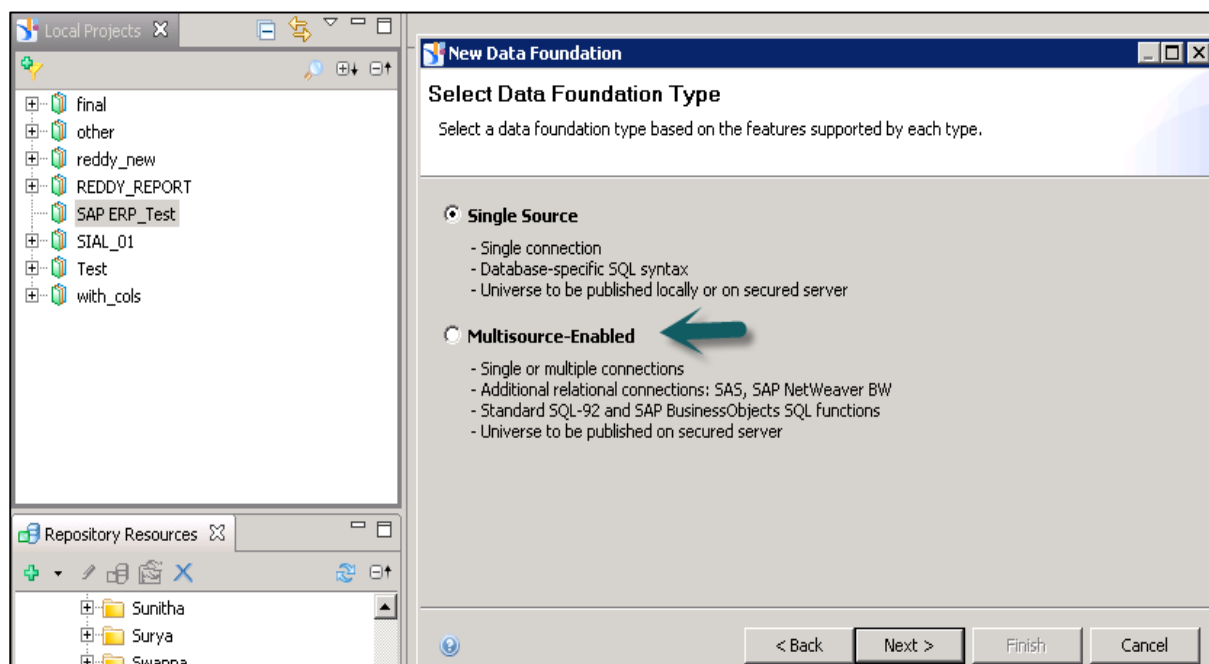 Local Projects
final
other
reddy_new
REDDY_REPORT
SAP ERP_Test
SIAL_01
Test
with_cols
Repository Resources
Sunitha
Surya
Swapna
New Data Foundation
Select Data Foundation Type
Select a data foundation type based on the features supported by each type.
Single Source
- Single connection
- Database-specific SQL syntax
- Universe to be published locally or on secured server
Multisource-Enabled
- Single or multiple connections
- Additional relational connections: SAS, SAP NetWeaver BW
- Standard SQL-92 and SAP BusinessObjects SQL functions
- Universe to be published on secured server
< Back
Next >
Finish
Cancel